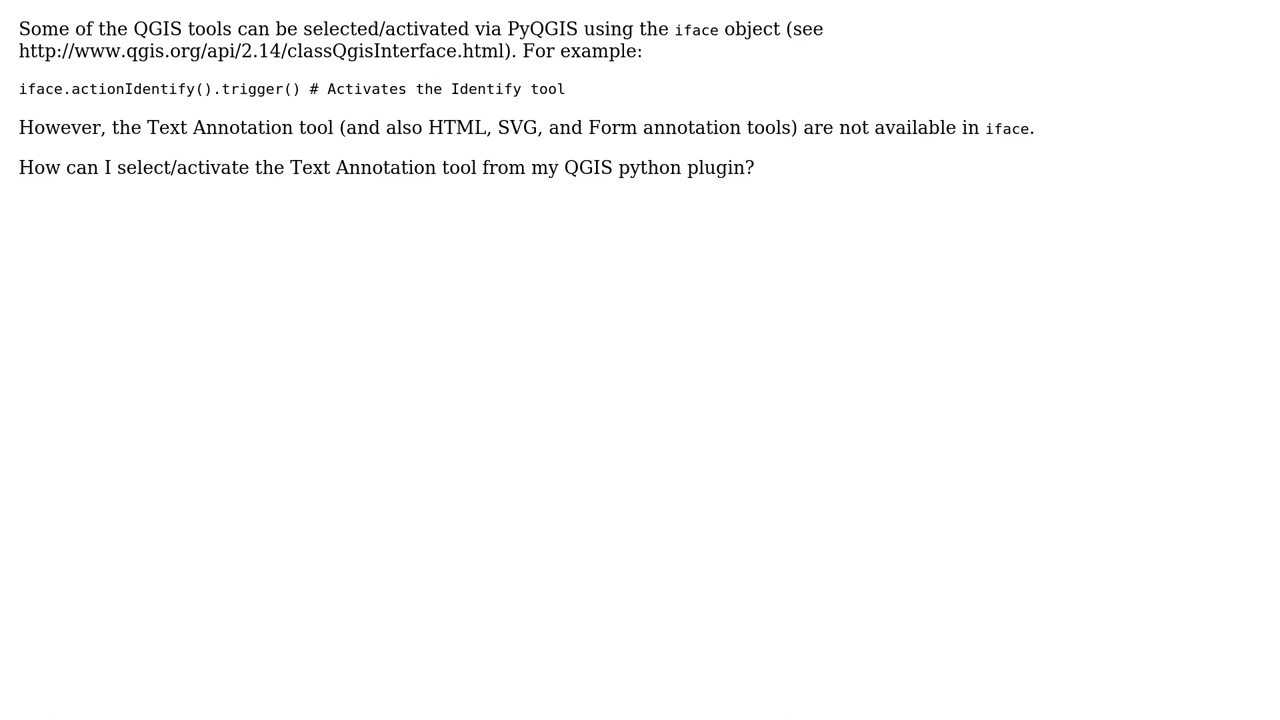 Some of the QGIS tools can be selected/activated via PyQGIS using the iface object (see
http://www.qgis.org/api/2.14/classQgisInterface.html). For example:
iface.actionIdentify().trigger() # Activates the Identify tool
However, the Text Annotation tool (and also HTML, SVG, and Form annotation tools) are not available in iface.
How can I select/activate the Text Annotation tool from my QGIS python plugin?